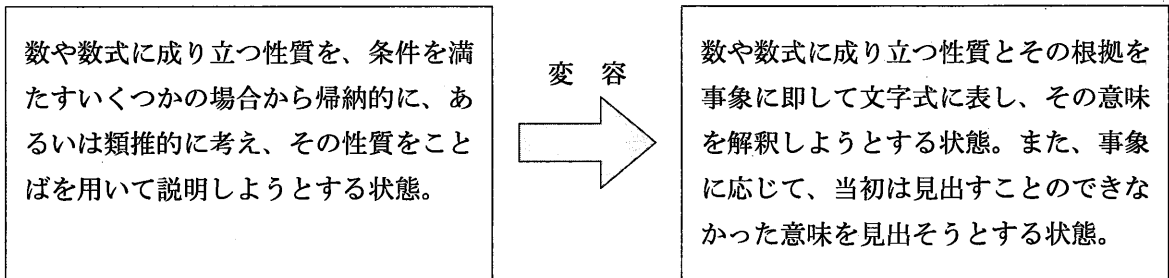 数や数式に成り立つ性質を、条件を満
たすいくつかの場合から帰納的に、あ
るいは類推的に考え、その性質をこと
ばを用いて説明しようとする状態。
変 容
数や数式に成り立つ性質とその根拠を
事象に即して文字式に表し、その意味
を解釈しようとする状態。また、事象
に応じて、当初は見出すことのできな
かった意味を見出そうとする状態。